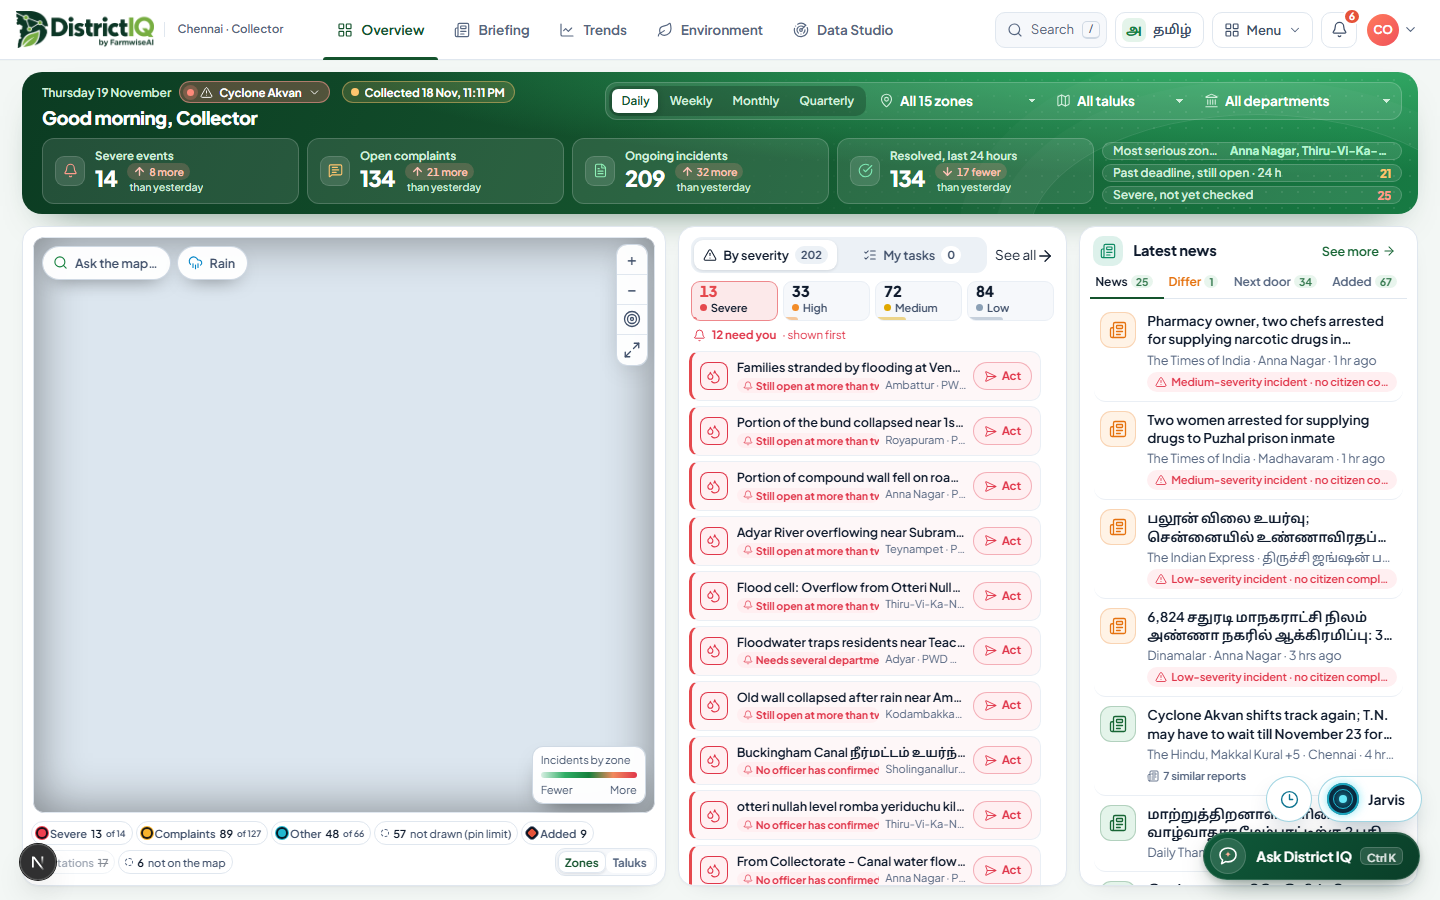 DistrictIQ
by FarmwiseAI
Chennai · Collector
Overview
Briefing
Trends
Environment
Data Studio
Search /
அ தமிழ்
Menu
6
CO
Thursday 19 November
Cyclone Akvan
Collected 18 Nov, 11:11 PM
Good morning, Collector
Daily Weekly Monthly Quarterly
All 15 zones
All taluks
All departments
Severe events
14 ↑ 8 more
than yesterday
Open complaints
134 ↑ 21 more
than yesterday
Ongoing incidents
209 ↑ 32 more
than yesterday
Resolved, last 24 hours
134 ↓ 17 fewer
than yesterday
Most serious zon... Anna Nagar, Thiru-Vi-Ka-...
Past deadline, still open · 24 h 21
Severe, not yet checked 25
Ask the map...
Rain
+
−
Incidents by zone
Fewer More
Severe 13 of 14
Complaints 89 of 127
Other 48 of 66
57 not drawn (pin limit)
Added 9
N
tations 17
6 not on the map
Zones Taluks
By severity 202
My tasks 0
See all →
13
Severe
33
High
72
Medium
84
Low
12 need you · shown first
Families stranded by flooding at Ven...
Still open at more than tw Ambattur · PW...
Act
Portion of the bund collapsed near 1s...
Still open at more than tw Royapuram · P...
Act
Portion of compound wall fell on roa...
Still open at more than tw Anna Nagar · P...
Act
Adyar River overflowing near Subram...
Still open at more than tw Teynampet · P...
Act
Flood cell: Overflow from Otteri Null...
Still open at more than tw Thiru-Vi-Ka-N...
Act
Floodwater traps residents near Teac...
Needs several departme Adyar · PWD ...
Act
Old wall collapsed after rain near Am...
Still open at more than tw Kodambakka...
Act
Buckingham Canal நீர்மட்டம் உயர்ந்...
No officer has confirmed Sholinganallur...
Act
otteri nullah level romba yeriduchu kil...
No officer has confirmed Thiru-Vi-Ka-N...
Act
From Collectorate - Canal water flow...
No officer has confirmed Anna Nagar · P...
Act
Latest news
See more →
News 25
Differ 1
Next door 34
Added 67
Pharmacy owner, two chefs arrested
for supplying narcotic drugs in...
The Times of India · Anna Nagar · 1 hr ago
Medium-severity incident · no citizen co...
Two women arrested for supplying
drugs to Puzhal prison inmate
The Times of India · Madhavaram · 1 hr ago
Medium-severity incident · no citizen co...
பலூன் விலை உயர்வு;
சென்னையில் உண்ணாவிரதப்...
The Indian Express · திருச்சி ஜங்ஷன் ப...
Low-severity incident · no citizen compl...
6,824 சதுரடி மாநகராட்சி நிலம்
அண்ணா நகரில் ஆக்கிரமிப்பு: 3...
Dinamalar · Anna Nagar · 3 hrs ago
Low-severity incident · no citizen compl...
Cyclone Akvan shifts track again; T.N.
may have to wait till November 23 for...
The Hindu, Makkal Kural +5 · Chennai · 4 hr...
7 similar reports
Daily Than
Jarvis
Ask District IQ Ctrl K